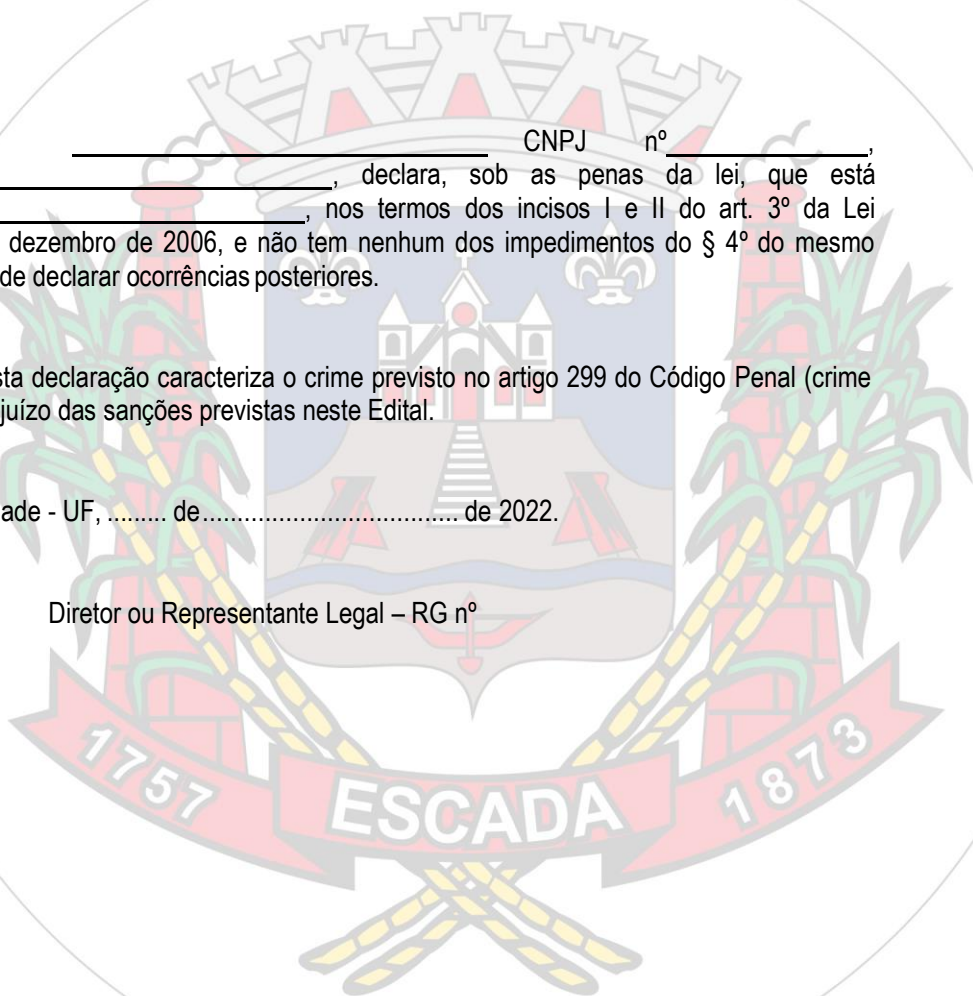 CNPJ nº ,
, declara, sob as penas da lei, que está
, nos termos dos incisos I e II do art. 3º da Lei
dezembro de 2006, e não tem nenhum dos impedimentos do § 4º do mesmo
de declarar ocorrências posteriores.
sta declaração caracteriza o crime previsto no artigo 299 do Código Penal (crime
juízo das sanções previstas neste Edital.
ade - UF, ......... de...................................... de 2022.
Diretor ou Representante Legal – RG nº
1757 ESCADA 1873